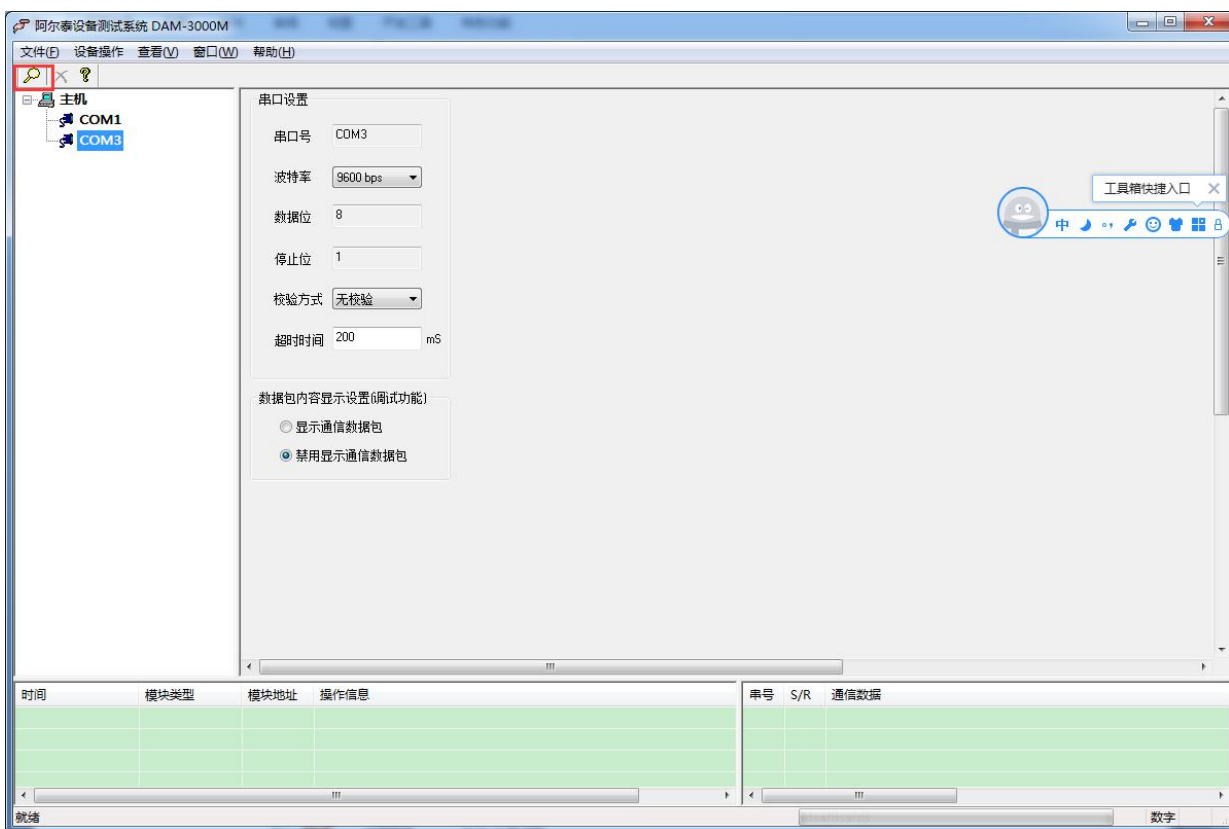 阿尔泰设备测试系统 DAM-3000M
文件(F) 设备操作 查看(V) 窗口(W) 帮助(H)
主机
COM1
COM3
串口设置
串口号 COM3
波特率 9600 bps
数据位 8
停止位 1
校验方式 无校验
超时时间 200 mS
数据包内容显示设置(调试功能)
显示通信数据包
禁用显示通信数据包
工具箱快捷入口
中
时间 模块类型 模块地址 操作信息
串号 S/R 通信数据
就绪
数字